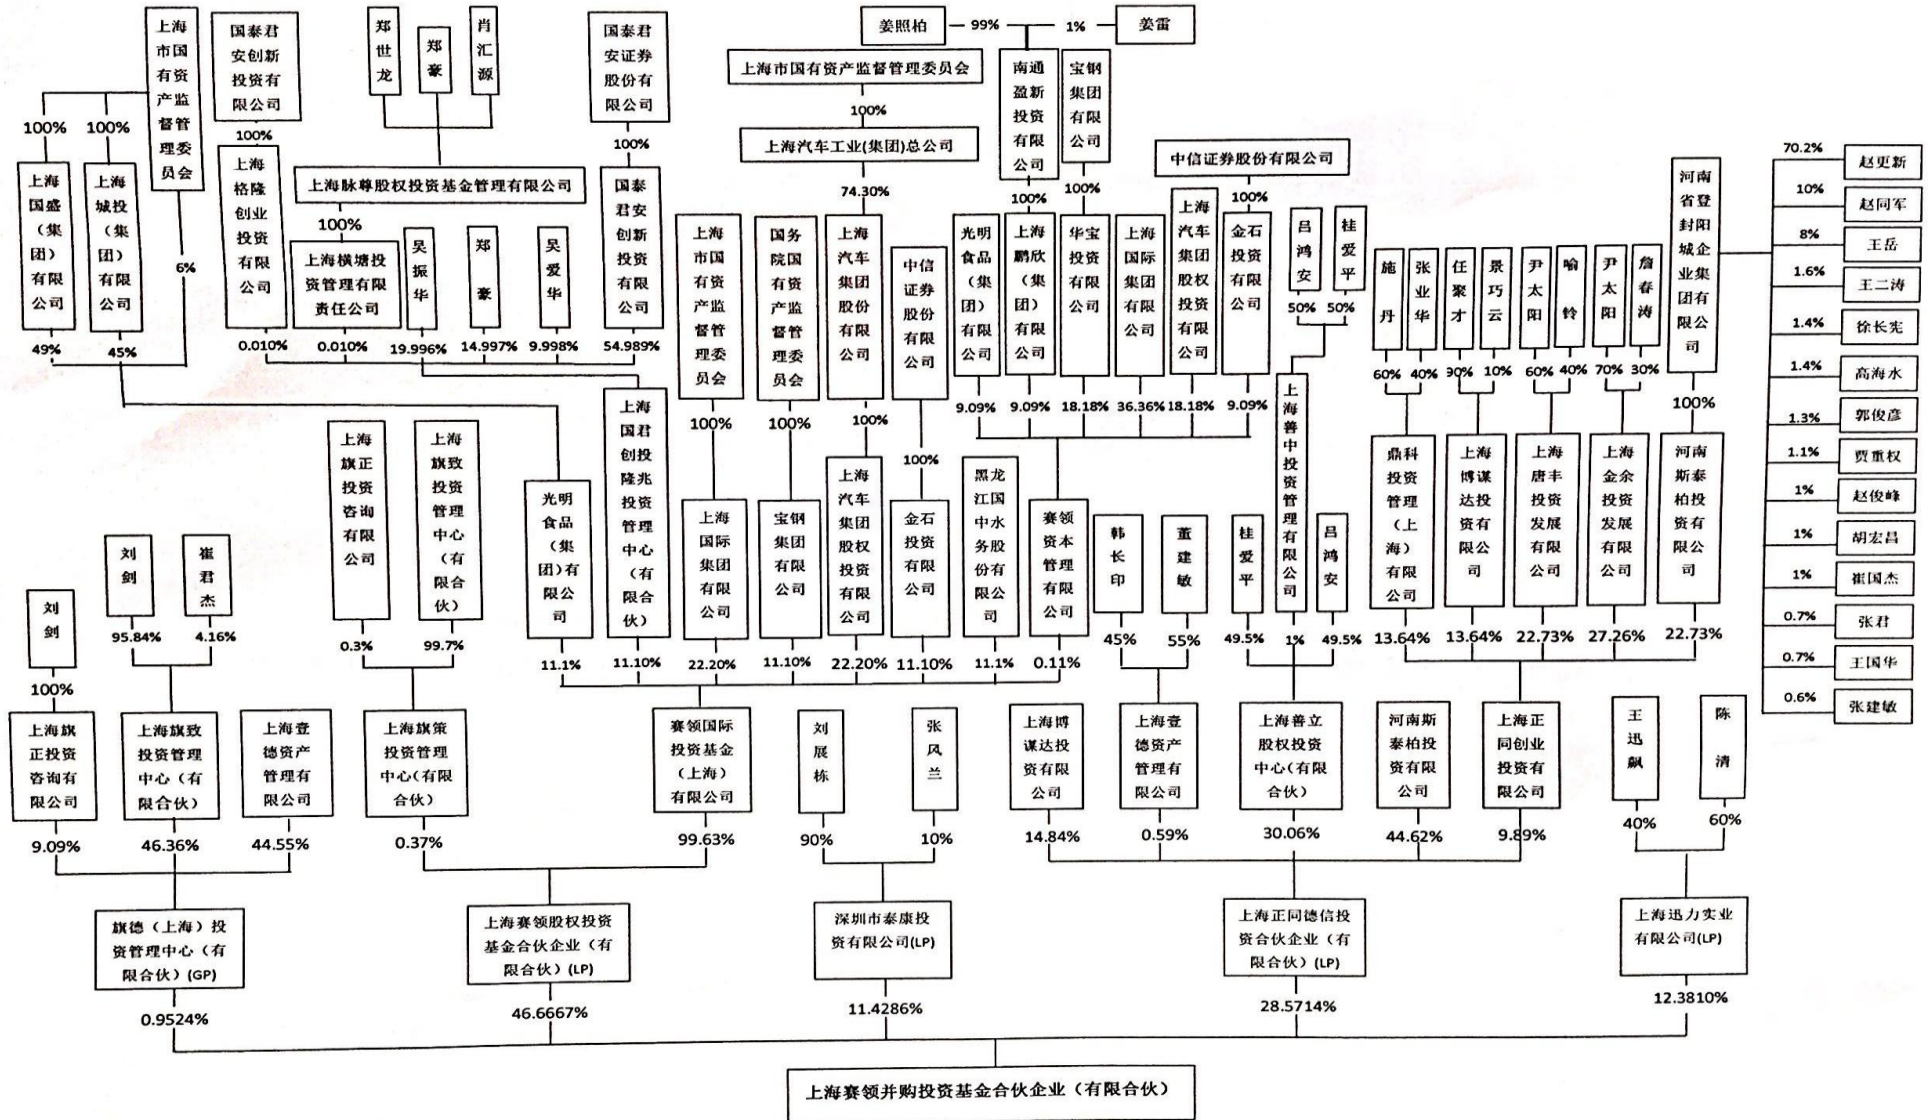 姜照柏
99%
1%
姜雷
上海
市国
有资
产监
督管
理委
员会
国泰君
安创新
投资有
限公司
郑
世
龙
郑
豪
肖
汇
源
国泰君
安证券
股份有
限公司
上海市国有资产监督管理委员会
南通
盈新
投资
有限
公司
宝钢
集团
有限
公司
100%
100%
100%
100%
100%
上海汽车工业(集团)总公司
中信证券股份有限公司
上海
国盛
(集
团)
有限
公司
上海
城投
(集
团)
有限
公司
6%
上海
格隆
创业
投资
有限
公司
上海脉尊股权投资基金管理有限公司
100%
上海横塘投
资管理有限
责任公司
吴
振
华
郑
豪
吴
爱
华
国泰
君安
创新
投资
有限
公司
74.30%
100%
100%
100%
上海
市国
有资
产监
督管
理委
员会
国务
院国
有资
产监
督管
理委
员会
上海
汽车
集团
股份
有限
公司
中信
证券
股份
有限
公司
光明
食品
(集
团)
有限
公司
上海
鹏欣
(集
团)
有限
公司
华宝
投资
有限
公司
上海
国际
集团
有限
公司
上海
汽车
集团
股权
投资
有限
公司
金石
投资
有限
公司
吕
鸿
安
桂
爱
平
50%
50%
施
丹
张
业
华
任
聚
才
景
巧
云
尹
太
阳
喻
铃
尹
太
阳
詹
春
涛
河南
省登
封阳
城企
业集
团有
限公
司
70.2%
赵更新
10%
赵同军
8%
王岳
1.6%
王二涛
1.4%
徐长宪
1.4%
高海水
1.3%
郭俊彦
1.1%
贾重权
1%
赵俊峰
1%
胡宏昌
1%
崔国杰
0.7%
张君
0.7%
王国华
0.6%
张建敏
49%
45%
0.010%
0.010%
19.996%
14.997%
9.998%
54.989%
60%
40%
90%
10%
60%
40%
70%
30%
100%
100%
100%
100%
100%
9.09%
9.09%
18.18%
36.36%
18.18%
9.09%
上海
旗正
投资
咨询
有限
公司
上海
旗致
投资
管理
中心
(有
限合
伙)
光明
食品
(集
团)有
限公
司
上海
国君
创投
隆兆
投资
管理
中心
(有
限合
伙)
上海
国际
集团
有限
公司
宝钢
集团
有限
公司
上海
汽车
集团
股权
投资
有限
公司
金石
投资
有限
公司
黑龙
江国
中水
务股
份有
限公
司
赛领
资本
管理
有限
公司
韩
长
印
董
建
敏
桂
爱
平
上海善中投资管理有限公司
吕
鸿
安
鼎科
投资
管理
(上
海)
有限
公司
上海
博谋
达投
资有
限公
司
上海
唐丰
投资
发展
有限
公司
上海
金余
投资
发展
有限
公司
河南
斯泰
柏投
资有
限公
司
刘
剑
刘
剑
崔
君
杰
95.84%
4.16%
0.3%
99.7%
11.1%
11.10%
22.20%
11.10%
22.20%
11.10%
11.1%
0.11%
45%
55%
49.5%
1%
49.5%
13.64%
13.64%
22.73%
27.26%
22.73%
100%
上海旗
正投资
咨询有
限公司
上海旗致
投资管理
中心(有
限合伙)
上海壹
德资产
管理有
限公司
上海旗策
投资管理
中心(有限
合伙)
赛领国际
投资基金
(上海)
有限公司
刘
展
栋
张
风
兰
上海博
谋达投
资有限
公司
上海壹
德资产
管理有
限公司
上海善立
股权投资
中心(有限
合伙)
河南斯
泰柏投
资有限
公司
上海正
同创业
投资有
限公司
王
迅
飙
陈
清
9.09%
46.36%
44.55%
0.37%
99.63%
90%
10%
14.84%
0.59%
30.06%
44.62%
9.89%
40%
60%
旗德(上海)投
资管理中心(有
限合伙)(GP)
上海赛领股权投资
基金合伙企业(有
限合伙)(LP)
深圳市泰康投
资有限公司(LP)
上海正同德信投
资合伙企业(有
限合伙)(LP)
上海迅力实业
有限公司(LP)
0.9524%
46.6667%
11.4286%
28.5714%
12.3810%
上海赛领并购投资基金合伙企业(有限合伙)